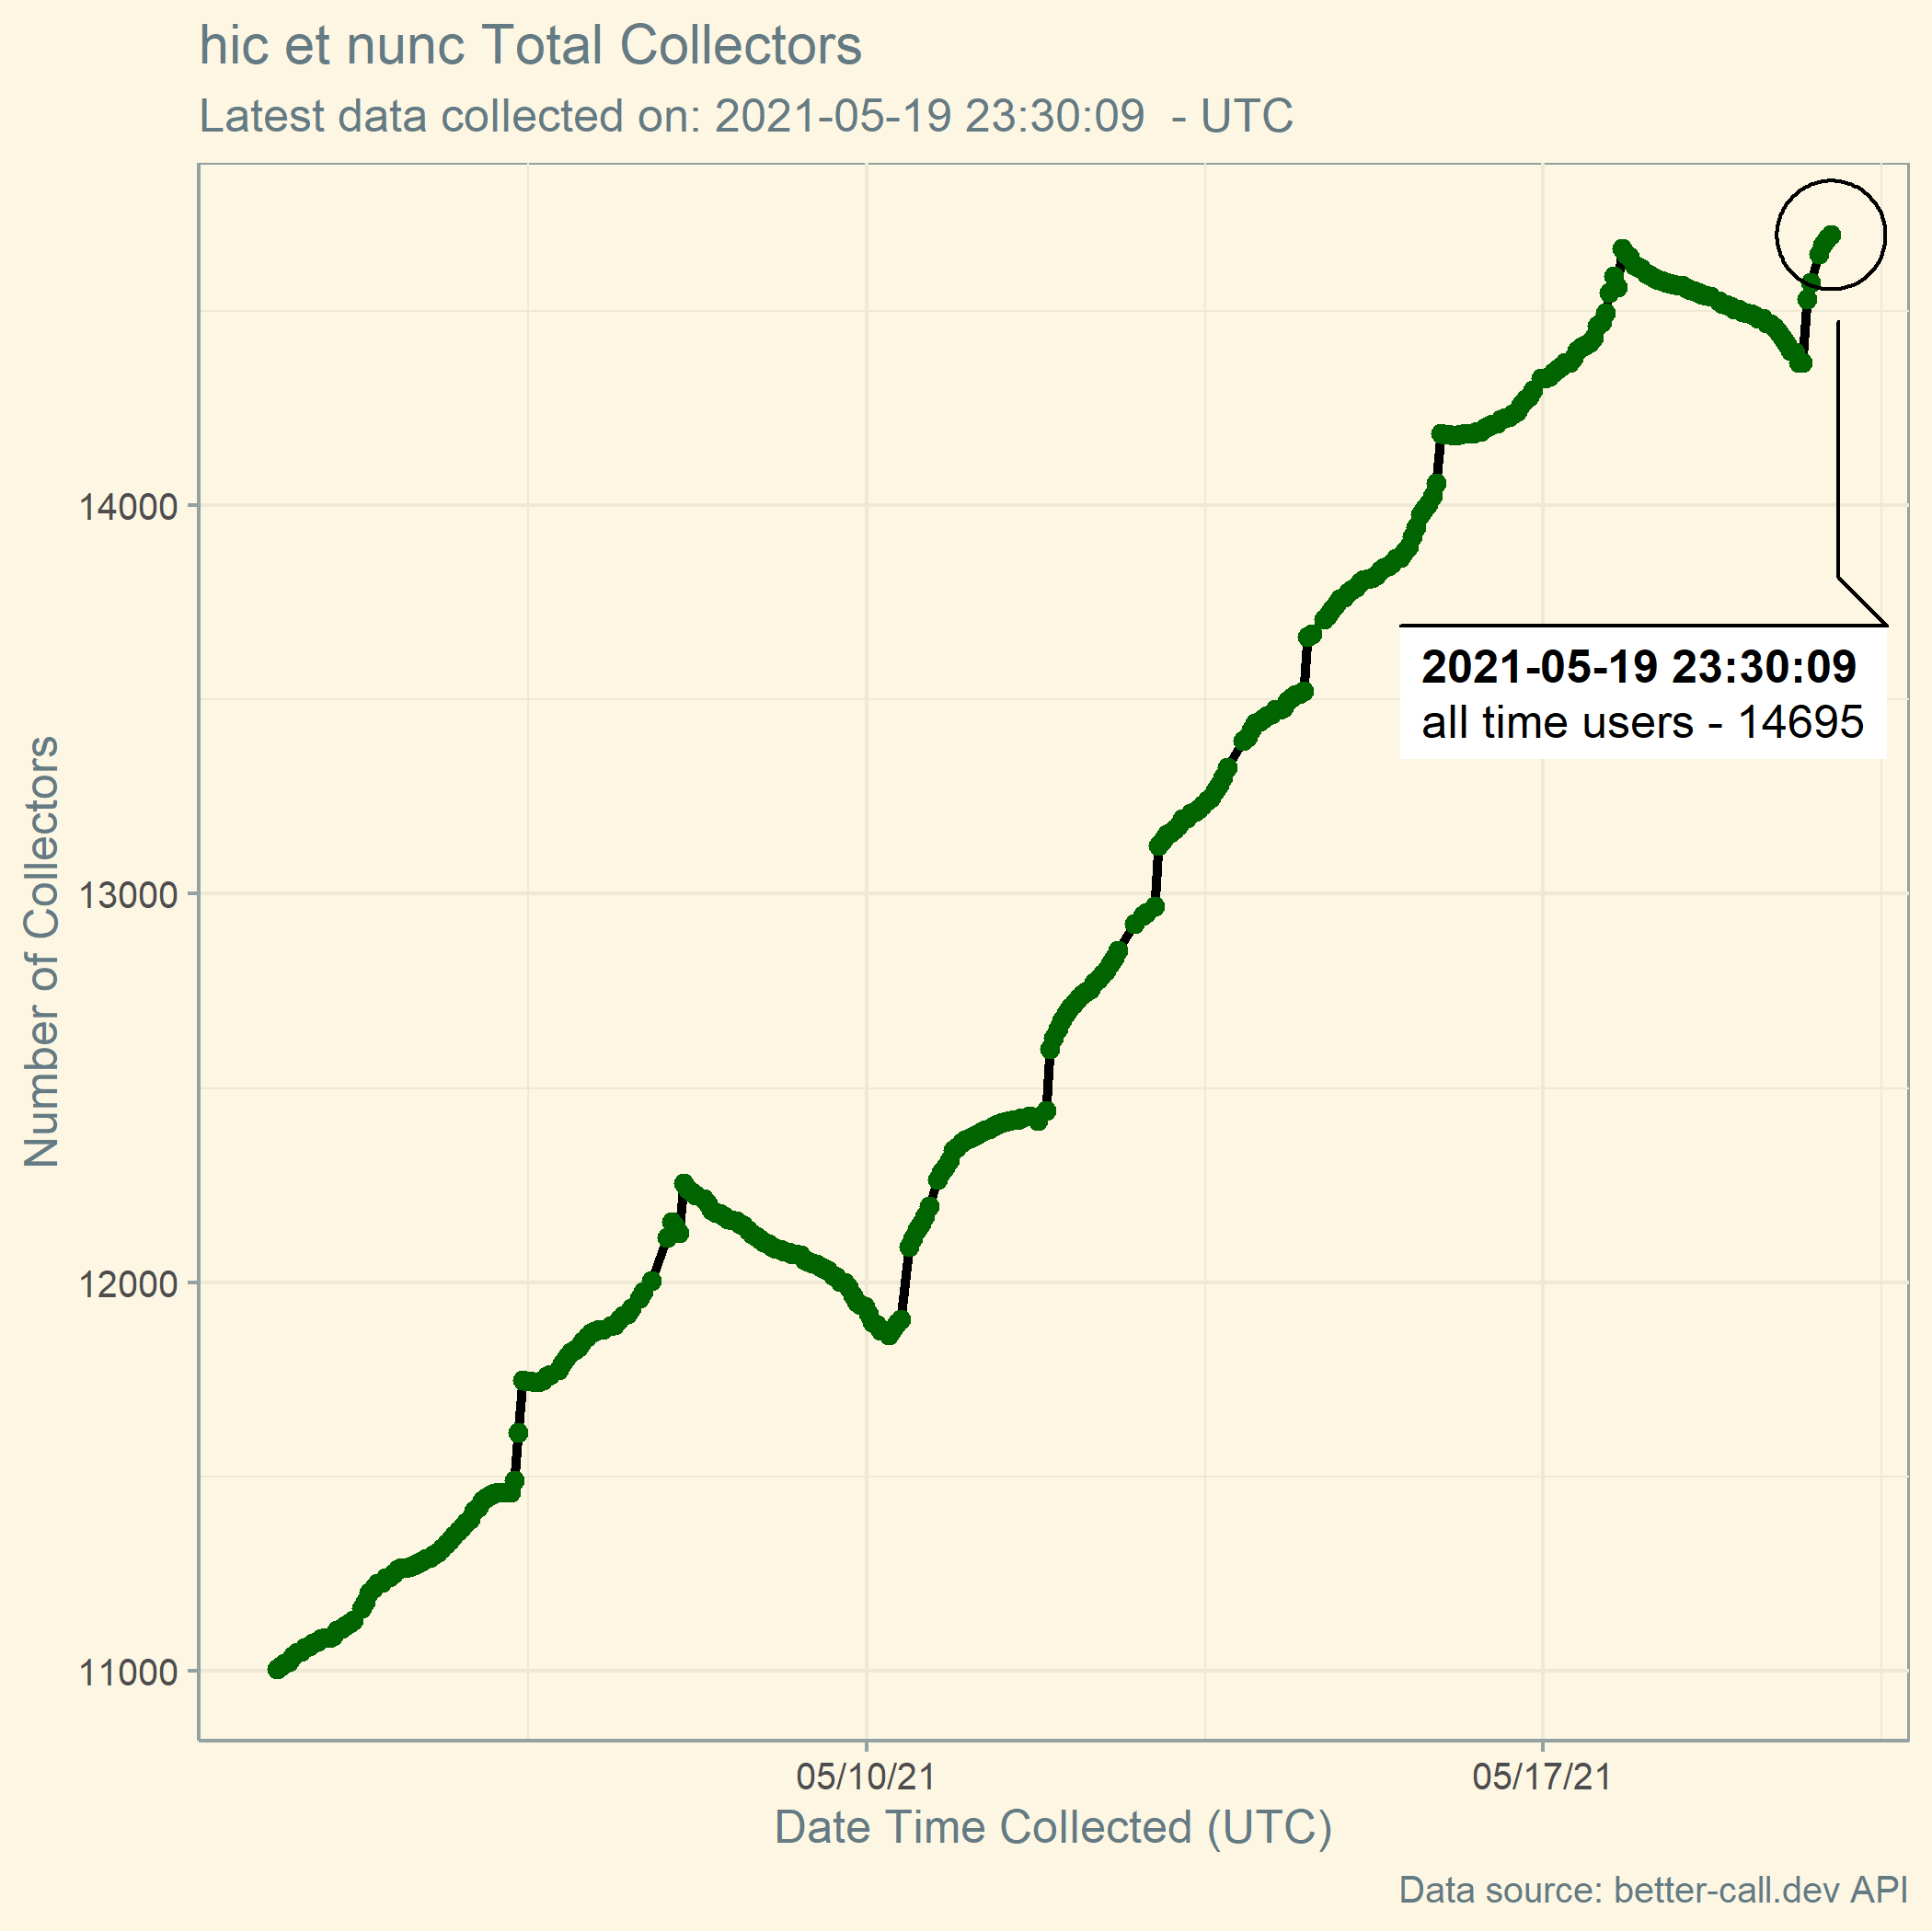 hic et nunc Total Collectors
Latest data collected on: 2021-05-19 23:30:09  - UTC
Number of Collectors
14000
13000
12000
11000
2021-05-19 23:30:09
all time users - 14695
05/10/21
05/17/21
Date Time Collected (UTC)
Data source: better-call.dev API